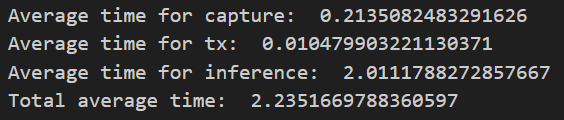 Average time for capture:  0.2135082483291626
Average time for tx:  0.010479903221130371
Average time for inference:  2.0111788272857667
Total average time:  2.2351669788360597